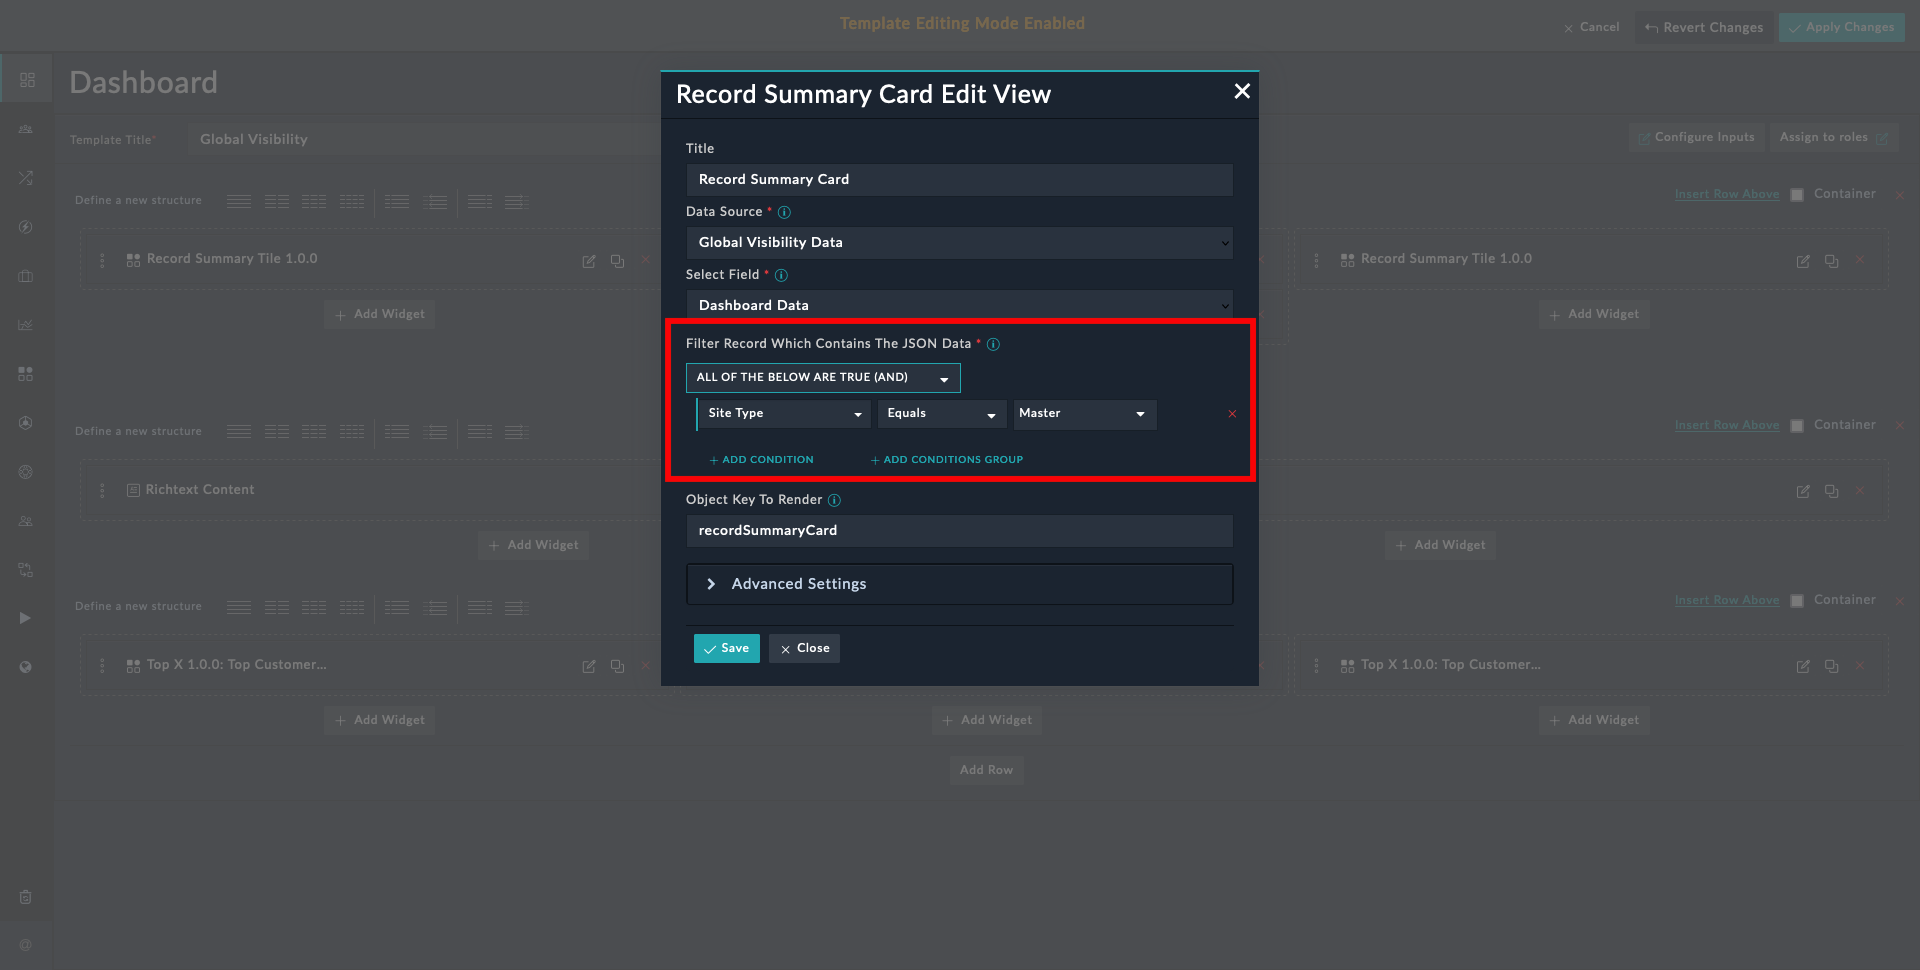 Template Editing Mode Enabled
Cancel
Revert Changes
Apply Changes
Dashboard
Template Title*
Global Visibility
Configure Inputs
Assign to roles
Define a new structure
Insert Row Above
Container
Record Summary Tile 1.0.0
Record Summary Tile 1.0.0
Add Widget
Add Widget
Define a new structure
Insert Row Above
Container
Richtext Content
Add Widget
Add Widget
Define a new structure
Insert Row Above
Container
Top X 1.0.0: Top Customer...
Top X 1.0.0: Top Customer...
Add Widget
Add Widget
Add Widget
Add Row
Record Summary Card Edit View
Title
Record Summary Card
Data Source *
Global Visibility Data
Select Field *
Dashboard Data
Filter Record Which Contains The JSON Data *
ALL OF THE BELOW ARE TRUE (AND)
Site Type
Equals
Master
+ ADD CONDITION
+ ADD CONDITIONS GROUP
Object Key To Render
recordSummaryCard
Advanced Settings
Save
Close